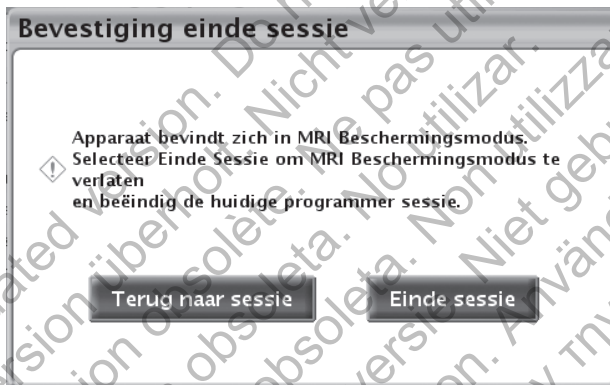 Bevestiging einde sessie
Apparaat bevindt zich in MRI Beschermingsmodus.
Selecteer Einde Sessie om MRI Beschermingsmodus te
verlaten
en beëindig de huidige programmer sessie.
Terug naar sessie
Einde sessie